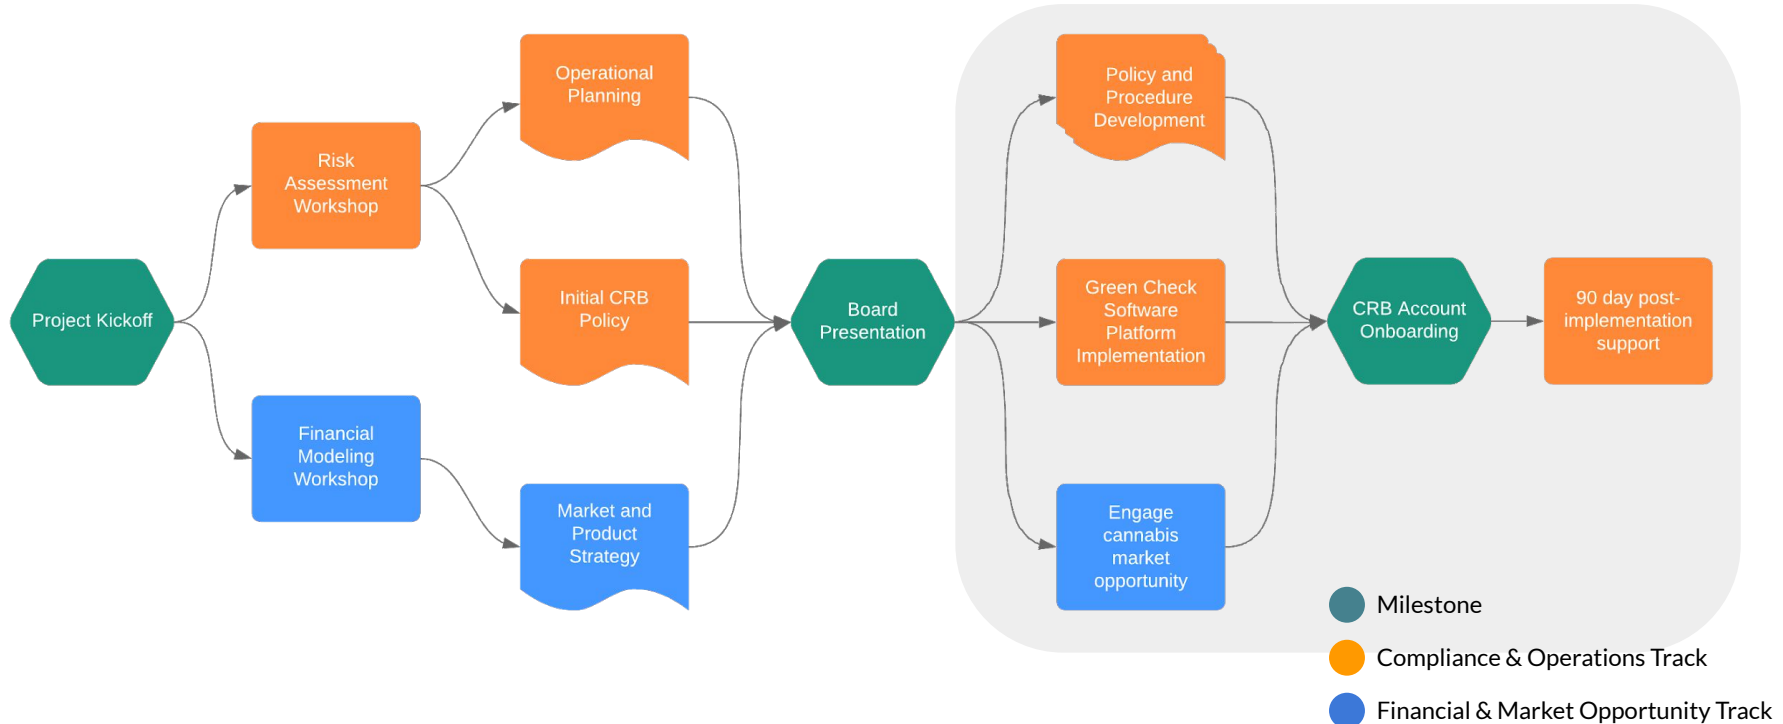 Project Kickoff
Risk
Assessment
Workshop
Financial
Modeling
Workshop
Operational
Planning
Initial CRB
Policy
Market and
Product
Strategy
Board
Presentation
Policy and
Procedure
Development
Green Check
Software
Platform
Implementation
Engage
cannabis
market
opportunity
CRB Account
Onboarding
90 day post-
implementation
support
Milestone
Compliance & Operations Track
Financial & Market Opportunity Track